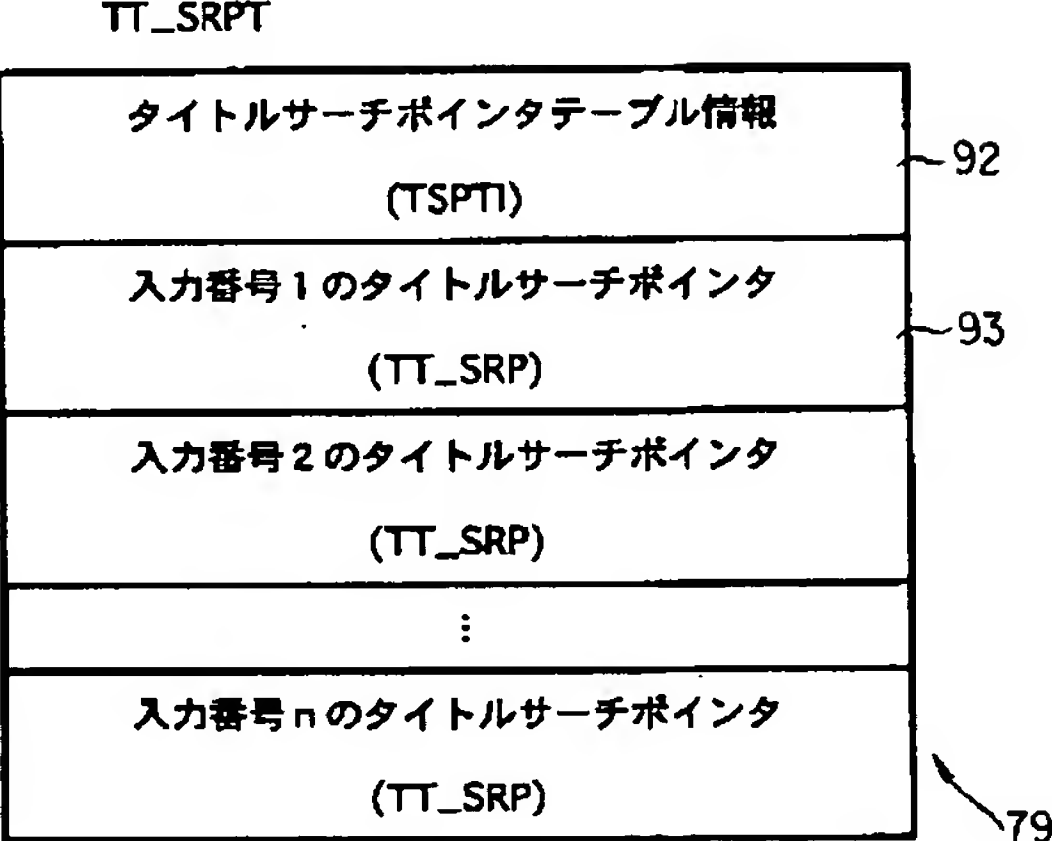 TT_SRPT
タイトルサーチポインタテーブル情報
(TSPTI)
92
入力番号1のタイトルサーチポインタ
(TT_SRP)
93
入力番号2のタイトルサーチポインタ
(TT_SRP)
⋮
入力番号nのタイトルサーチポインタ
(TT_SRP)
79